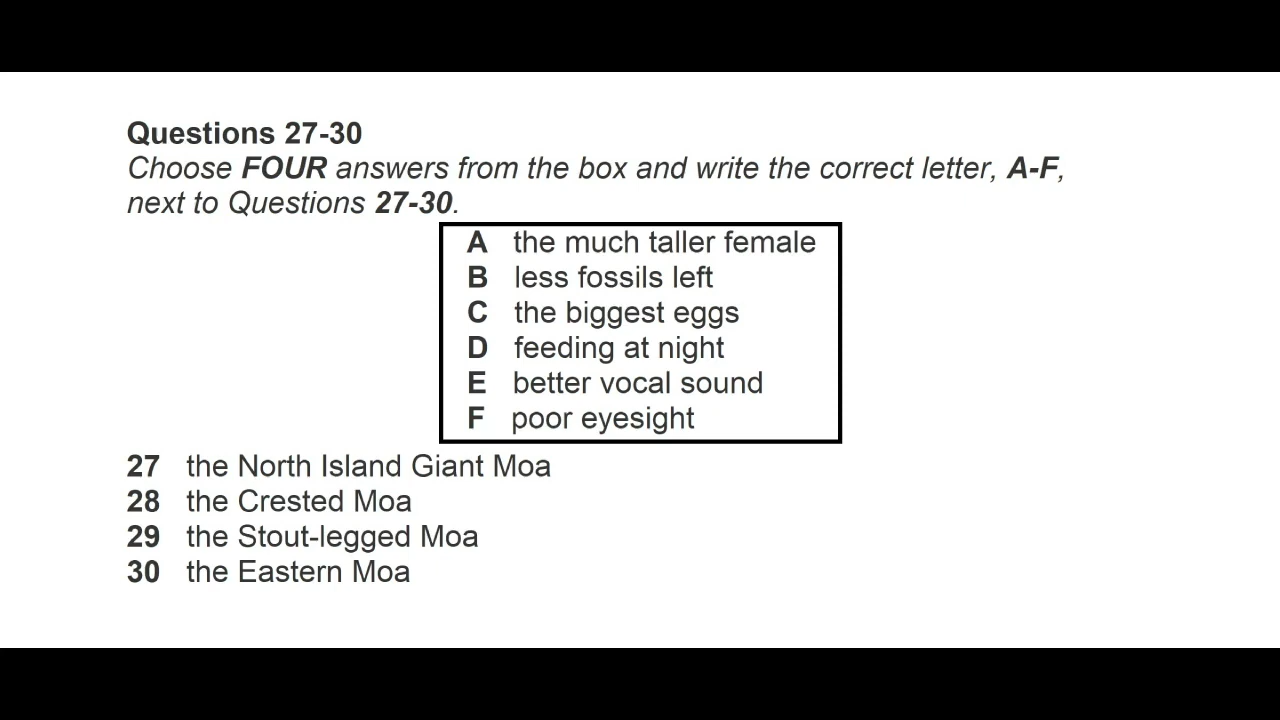 Questions 27-30
Choose FOUR answers from the box and write the correct letter, A-F,
next to Questions 27-30.
A the much taller female
B less fossils left
C the biggest eggs
D feeding at night
E better vocal sound
F poor eyesight
27 the North Island Giant Moa
28 the Crested Moa
29 the Stout-legged Moa
30 the Eastern Moa